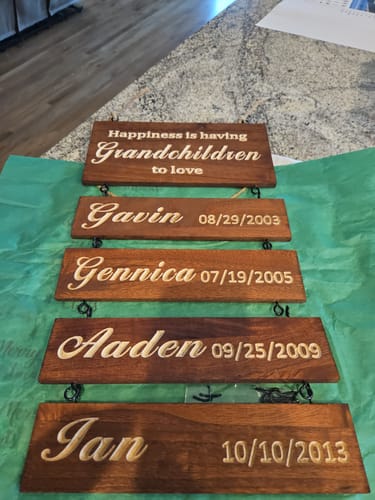 Happiness is having
Grandchildren
to love
Gavin 08/29/2003
Gennica 07/19/2005
Aaden 09/25/2009
Ian 10/10/2013
Merry